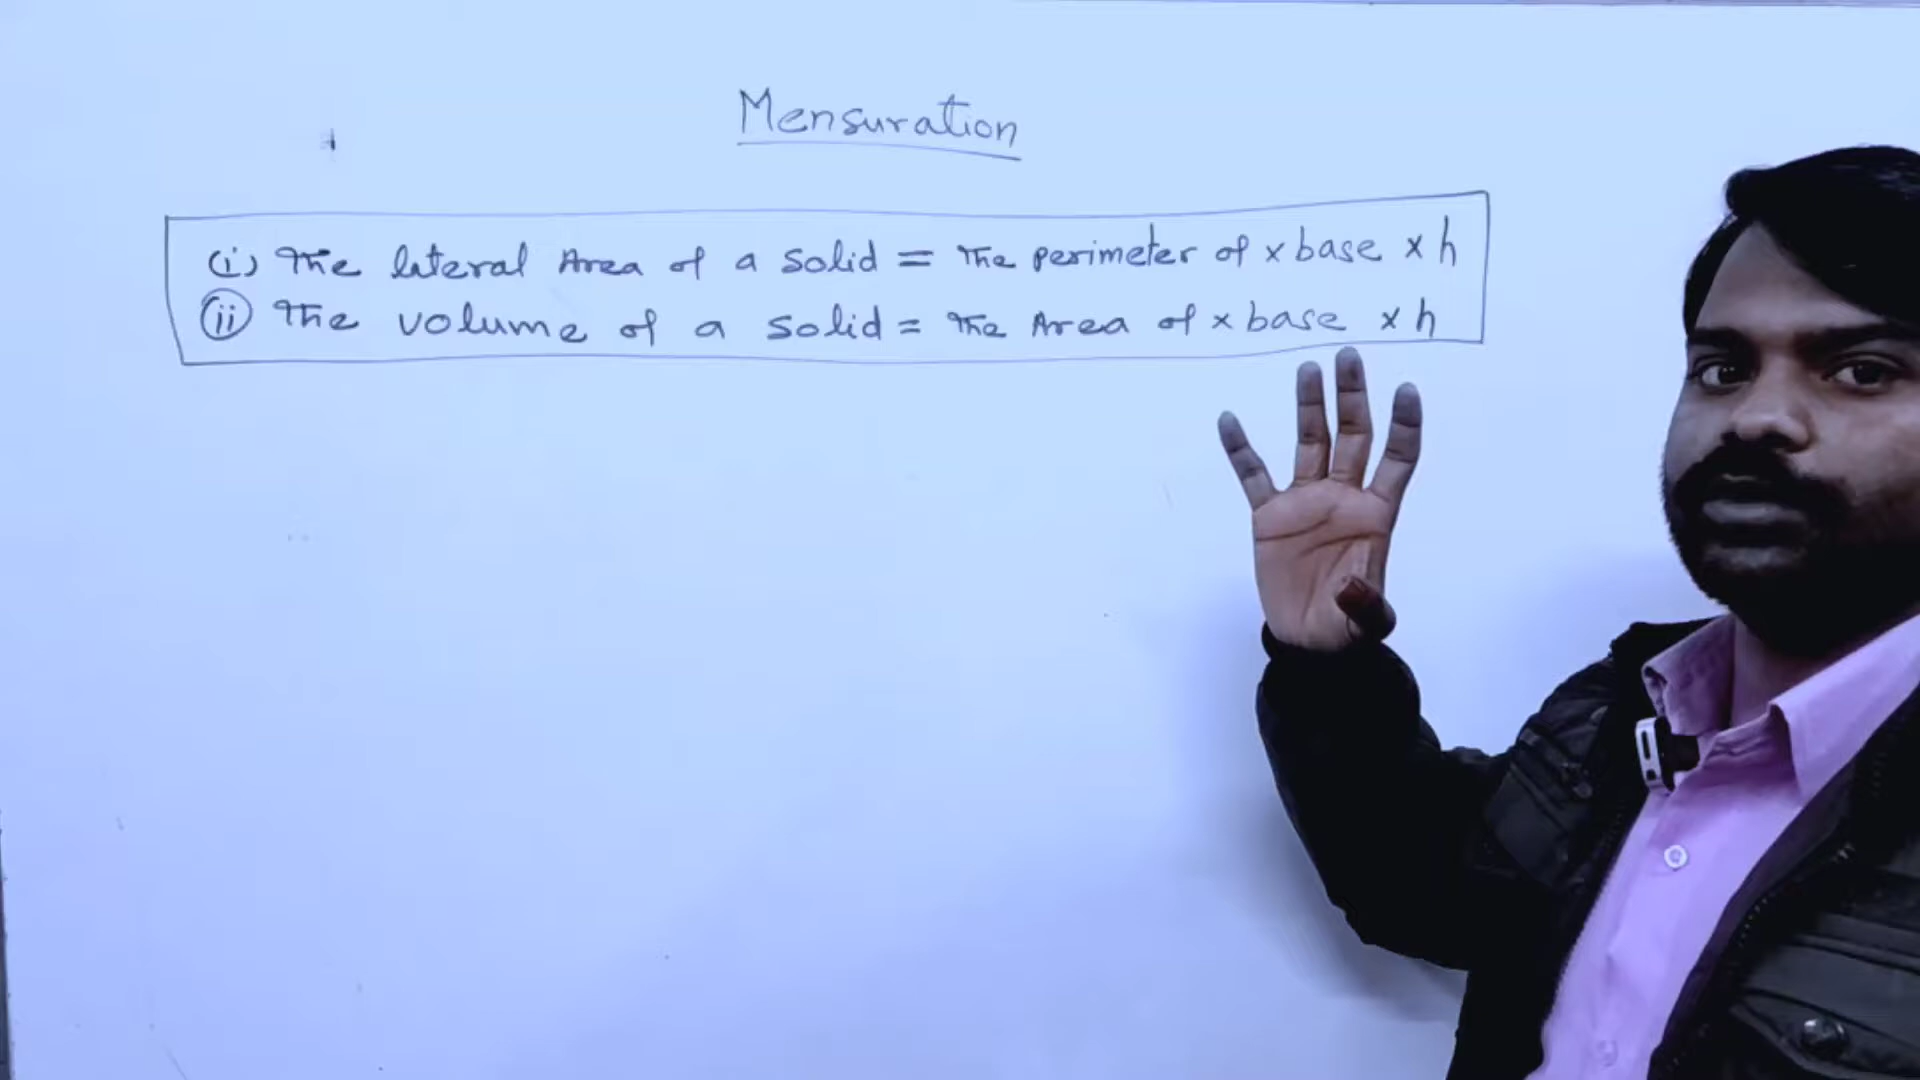 Mensuration
(i) The lateral Area of a solid = The perimeter of x base x h
(ii) The volume of a solid = The Area of x base x h